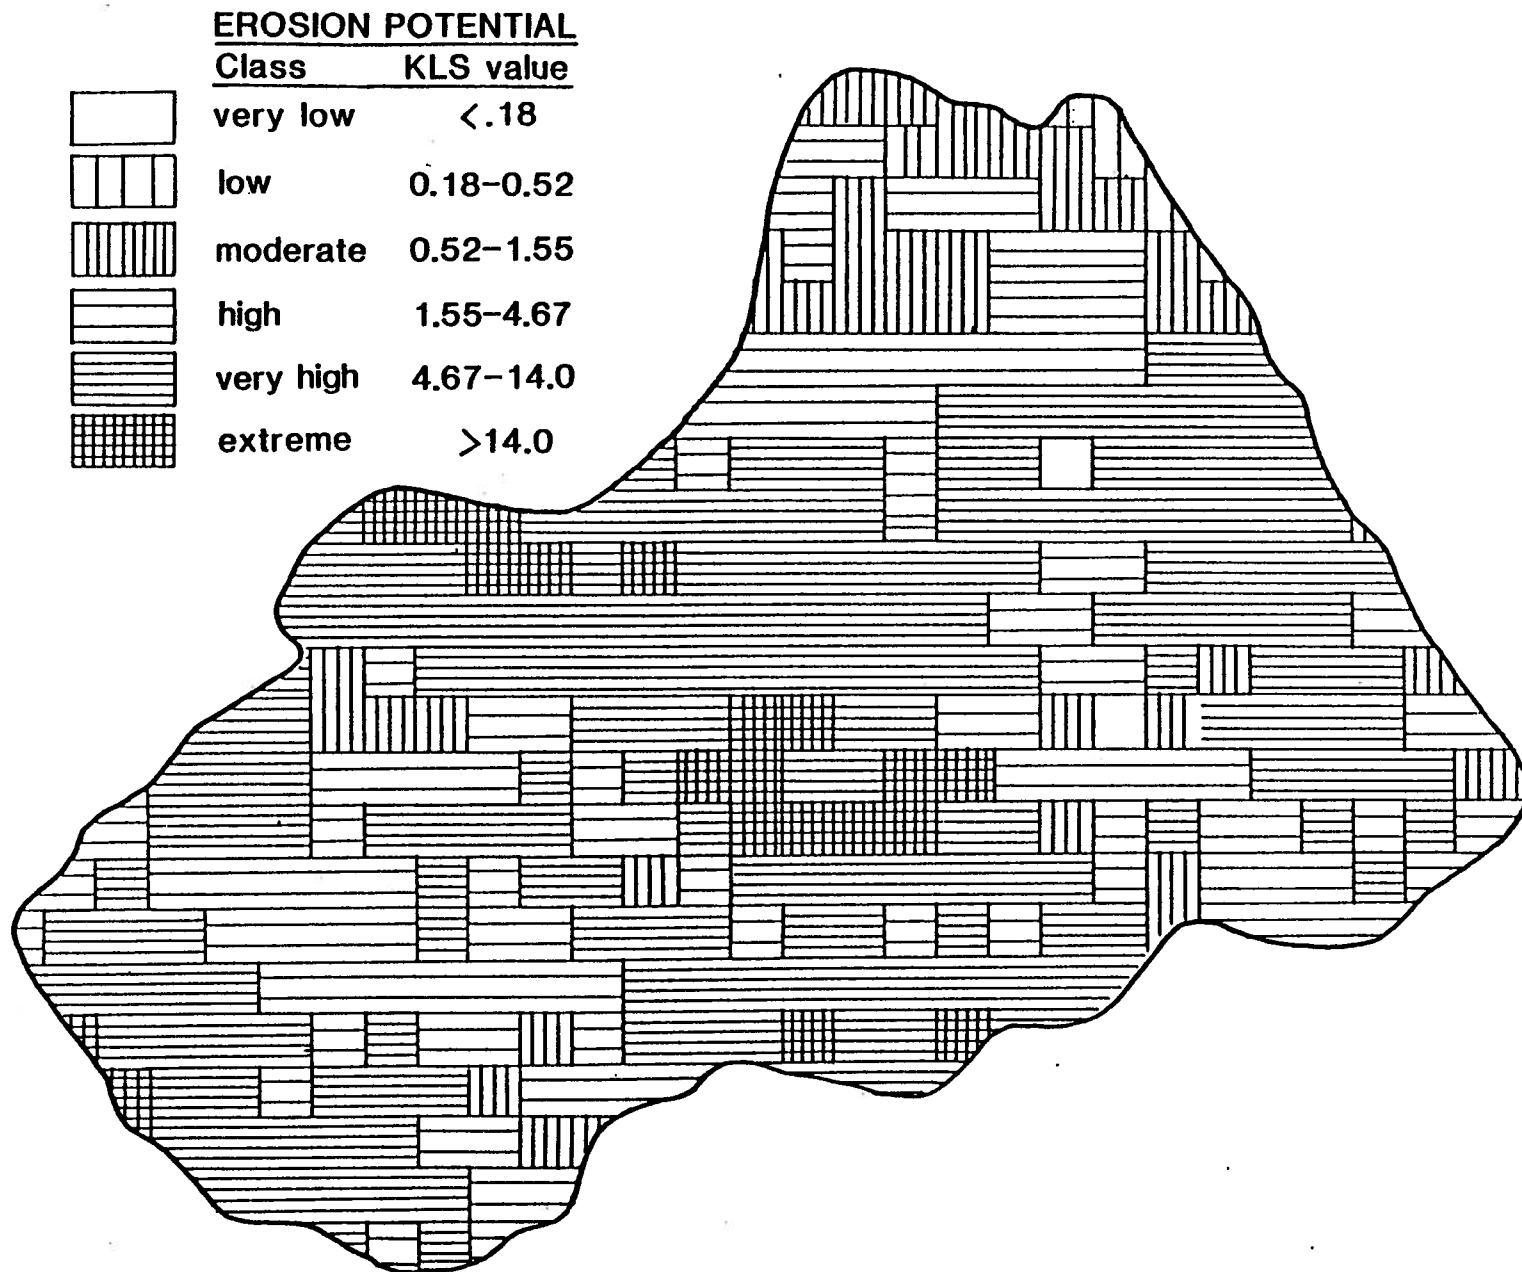 EROSION POTENTIAL
Class KLS value
very low <.18
low 0.18–0.52
moderate 0.52–1.55
high 1.55–4.67
very high 4.67–14.0
extreme >14.0